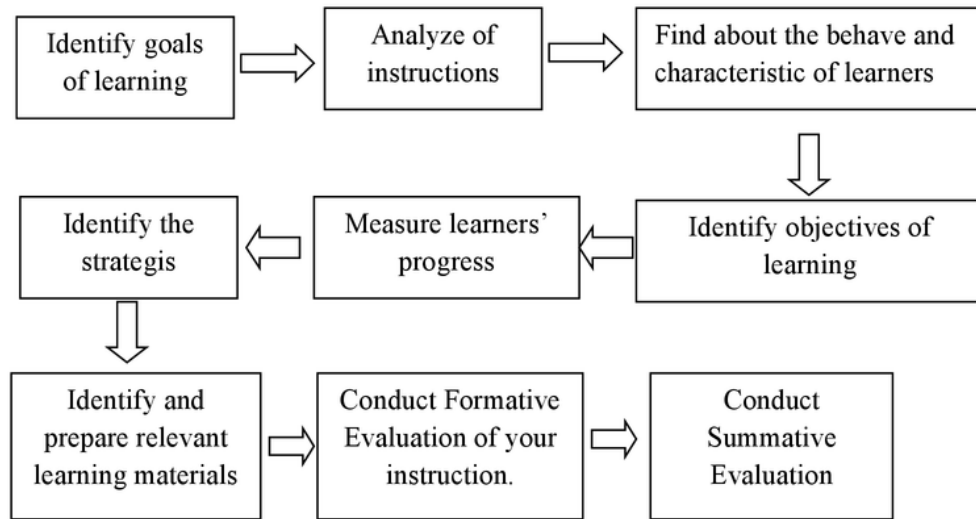 Identify goals
of learning
Analyze of
instructions
Find about the behave and
characteristic of learners
Identify objectives of
learning
Measure learners’
progress
Identify the
strategis
Identify and
prepare relevant
learning materials
Conduct Formative
Evaluation of your
instruction.
Conduct
Summative
Evaluation